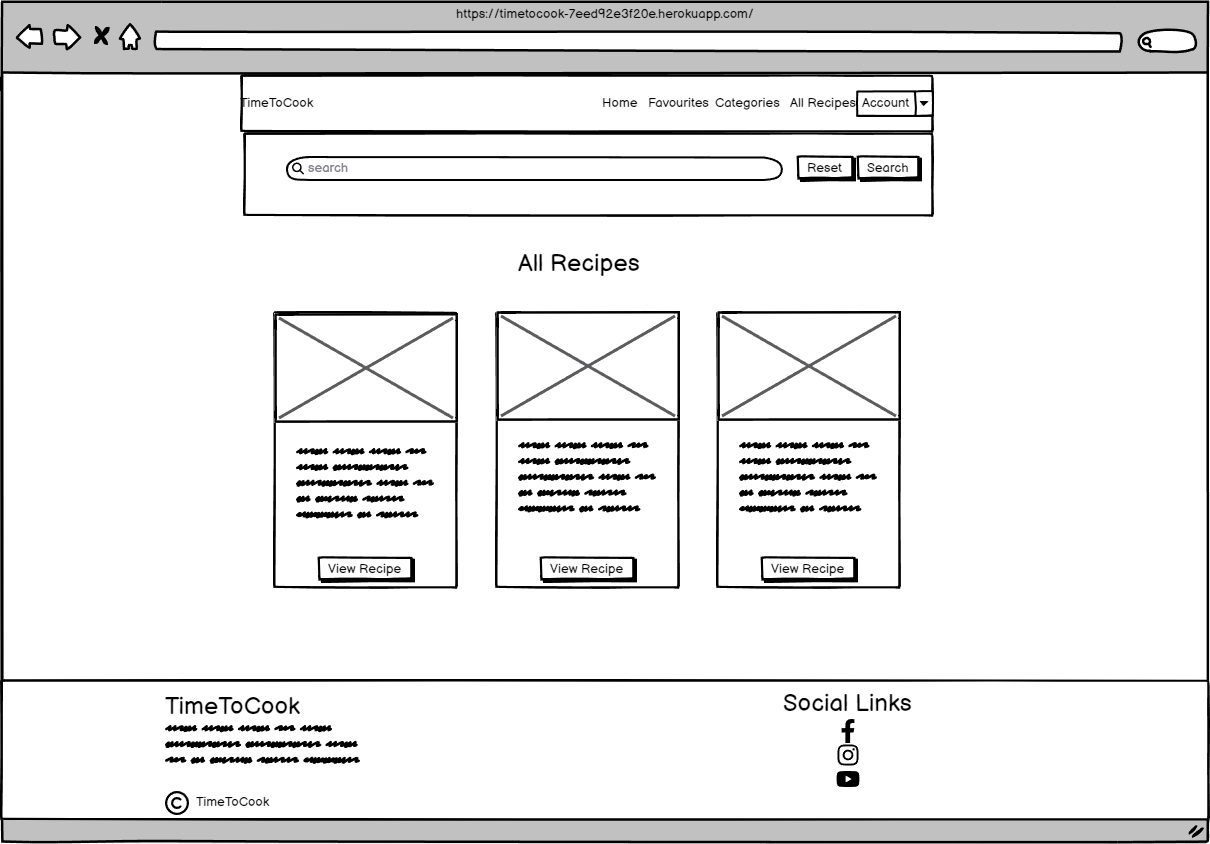 https://timetocook-7eed92e3f20e.herokuapp.com/
TimeToCook Home Favourites Categories All Recipes Account
search Reset Search
All Recipes
View Recipe View Recipe View Recipe
TimeToCook Social Links
© TimeToCook